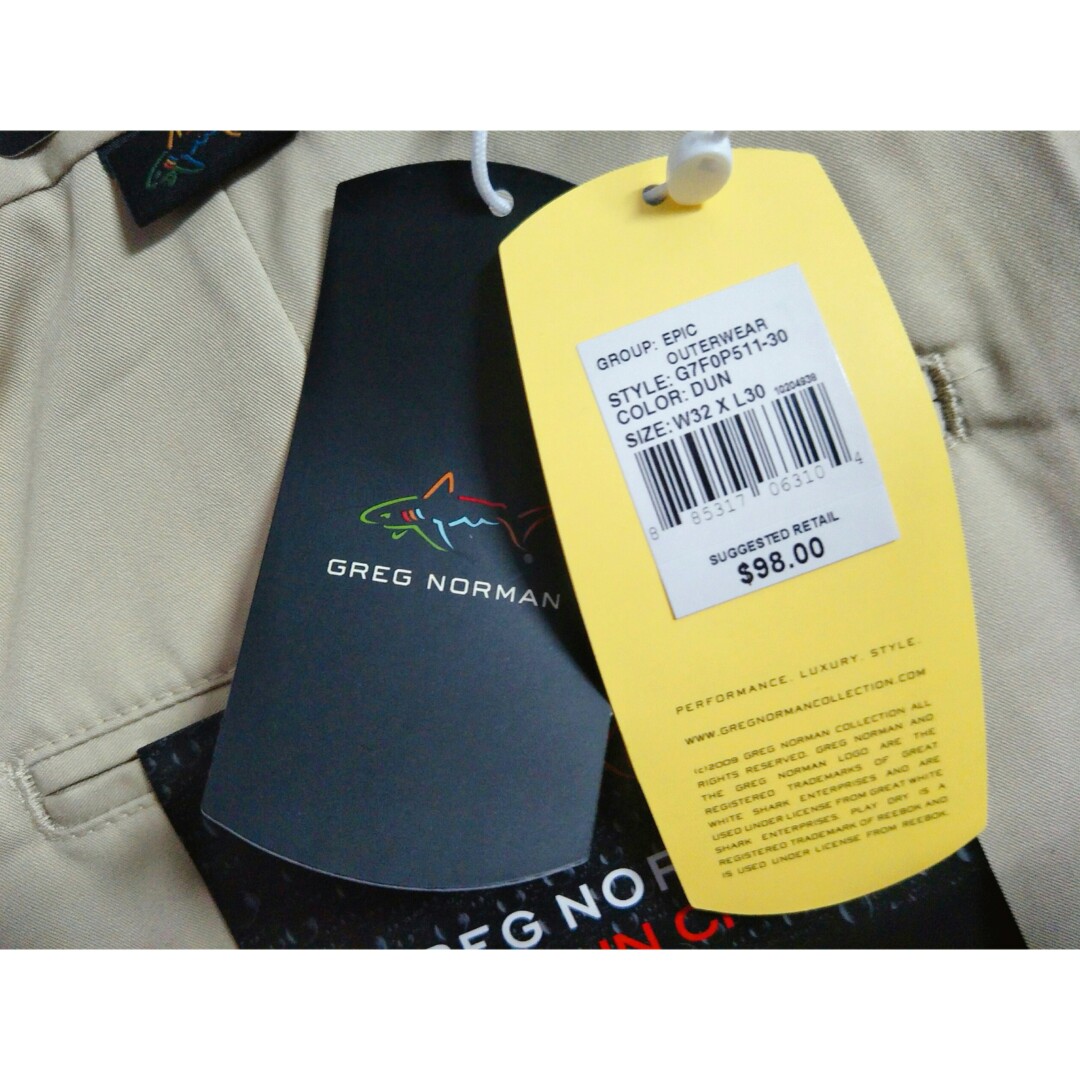 GREG NORMAN
GROUP: EPIC
OUTERWEAR
STYLE: G7F0P511-30
COLOR: DUN
SIZE: W32 X L30 10204938
8 85317 06310 4
SUGGESTED RETAIL
$98.00
PERFORMANCE. LUXURY. STYLE.
WWW.GREGNORMANCOLLECTION.COM
(c)2009 GREG NORMAN COLLECTION ALL
RIGHTS RESERVED. GREG NORMAN AND
THE GREG NORMAN LOGO ARE THE
REGISTERED TRADEMARKS OF GREAT
WHITE SHARK ENTERPRISES AND ARE
USED UNDER LICENSE FROM GREAT WHITE
SHARK ENTERPRISES. PLAY DRY IS A
REGISTERED TRADEMARK OF REEBOK AND
IS USED UNDER LICENSE FROM REEBOK.
REG NO